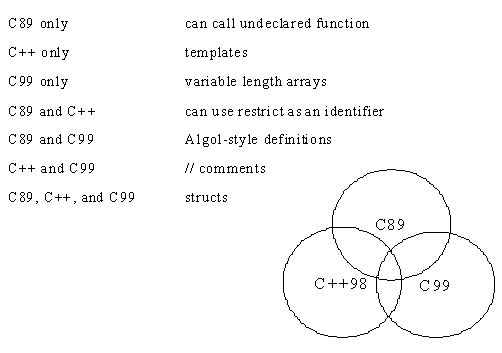 C89 only can call undeclared function
C++ only templates
C99 only variable length arrays
C89 and C++ can use restrict as an identifier
C89 and C99 Algol-style definitions
C++ and C99 // comments
C89, C++, and C99 structs
C89
C++98 C99